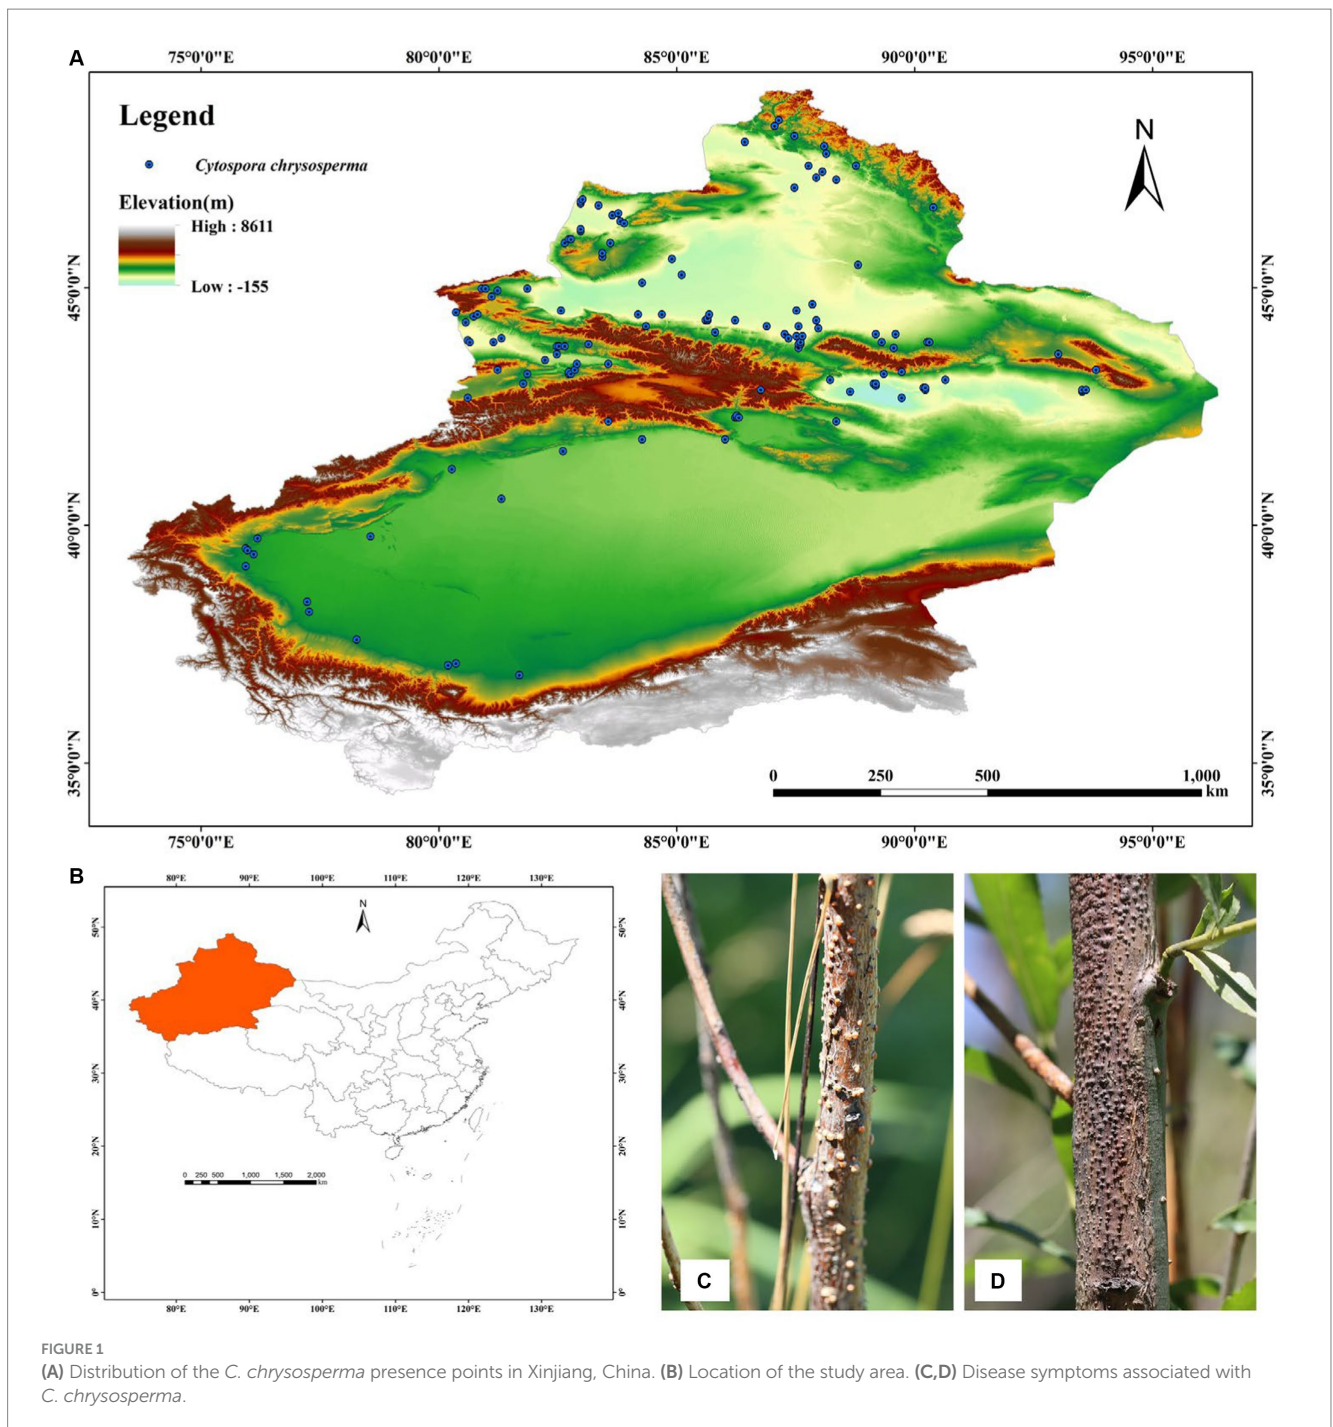 A
75°0'0"E 80°0'0"E 85°0'0"E 90°0'0"E 95°0'0"E
Legend
Cytospora chrysosperma
Elevation(m)
High : 8611
Low : -155
N
45°0'0"N 45°0'0"N
40°0'0"N 40°0'0"N
35°0'0"N 35°0'0"N
0 250 500 1,000
km
75°0'0"E 80°0'0"E 85°0'0"E 90°0'0"E 95°0'0"E
B
80°E 90°E 100°E 110°E 120°E 130°E
N
50°N 50°N
40°N 40°N
30°N 30°N
20°N 20°N
10°N 10°N
0° 0°
0 250 500 1,000 1,500 2,000
km
80°E 90°E 100°E 110°E 120°E 130°E
C
D
FIGURE 1
(A) Distribution of the C. chrysosperma presence points in Xinjiang, China. (B) Location of the study area. (C,D) Disease symptoms associated with
C. chrysosperma.